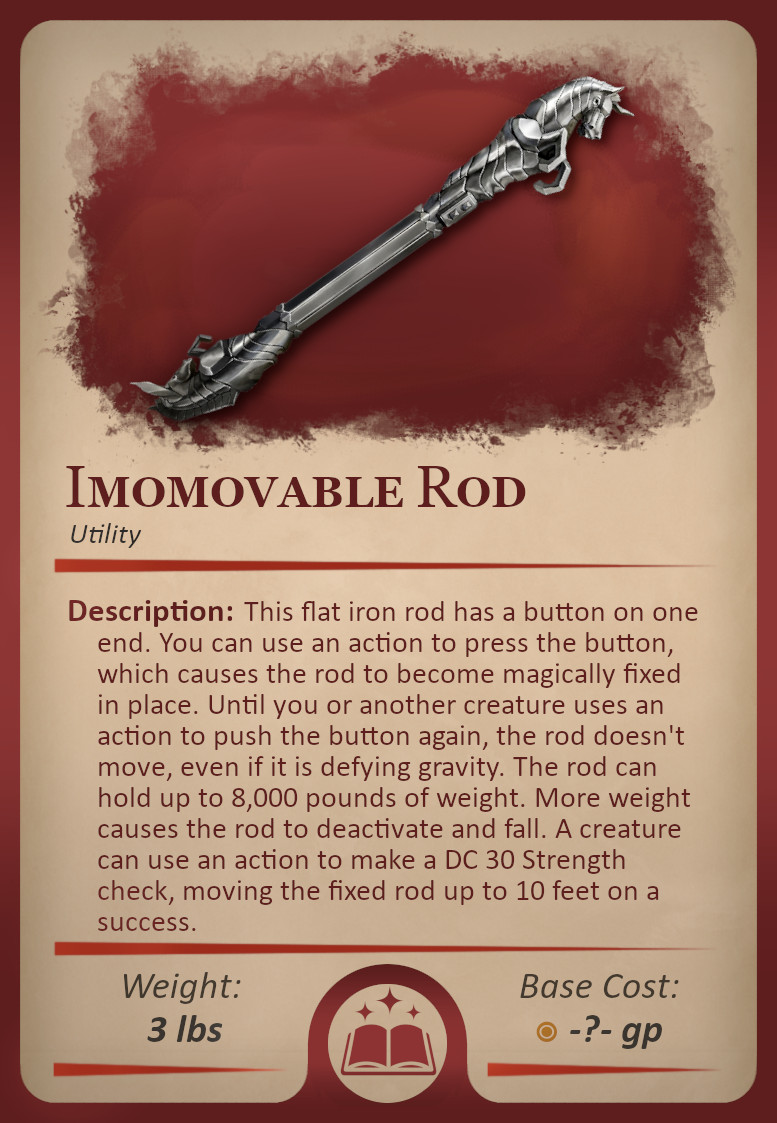 Imomovable Rod
Utility
Description: This flat iron rod has a button on one
end. You can use an action to press the button,
which causes the rod to become magically fixed
in place. Until you or another creature uses an
action to push the button again, the rod doesn't
move, even if it is defying gravity. The rod can
hold up to 8,000 pounds of weight. More weight
causes the rod to deactivate and fall. A creature
can use an action to make a DC 30 Strength
check, moving the fixed rod up to 10 feet on a
success.
Weight:
3 lbs
Base Cost:
-?- gp